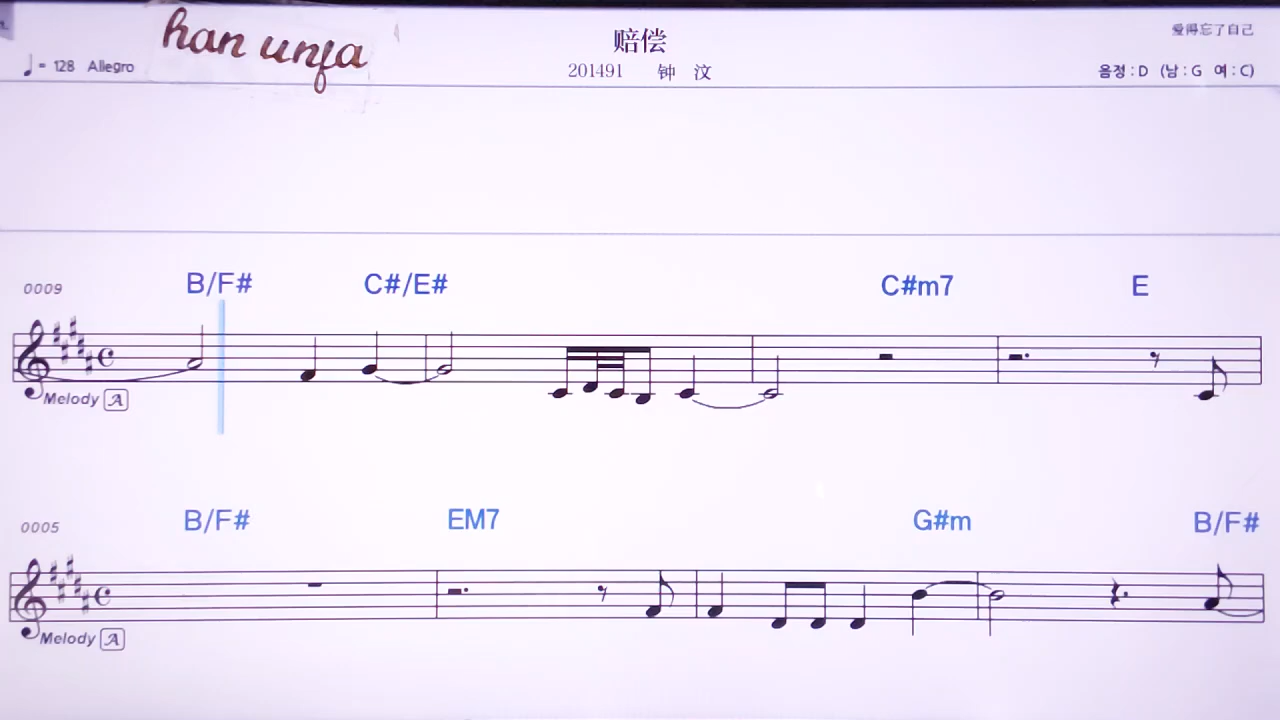 han unfa
赔偿
爱得忘了自己
♩= 128 Allegro
201491 钟 汶
음정 : D (남 : G 여 : C)
0009
B/F# C#/E# C#m7 E
Melody A
0005
B/F# EM7 G#m B/F#
Melody A